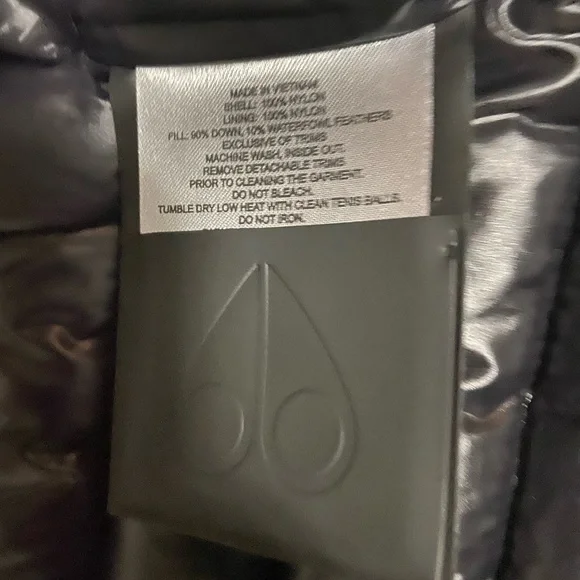 MADE IN VIETNAM
SHELL: 100% NYLON
LINING: 100% NYLON
FILL: 90% DOWN, 10% WATERFOWL FEATHERS
EXCLUSIVE OF TRIMS
MACHINE WASH, INSIDE OUT.
REMOVE DETACHABLE TRIMS
PRIOR TO CLEANING THE GARMENT.
DO NOT BLEACH.
TUMBLE DRY LOW HEAT WITH CLEAN TENIS BALLS.
DO NOT IRON.